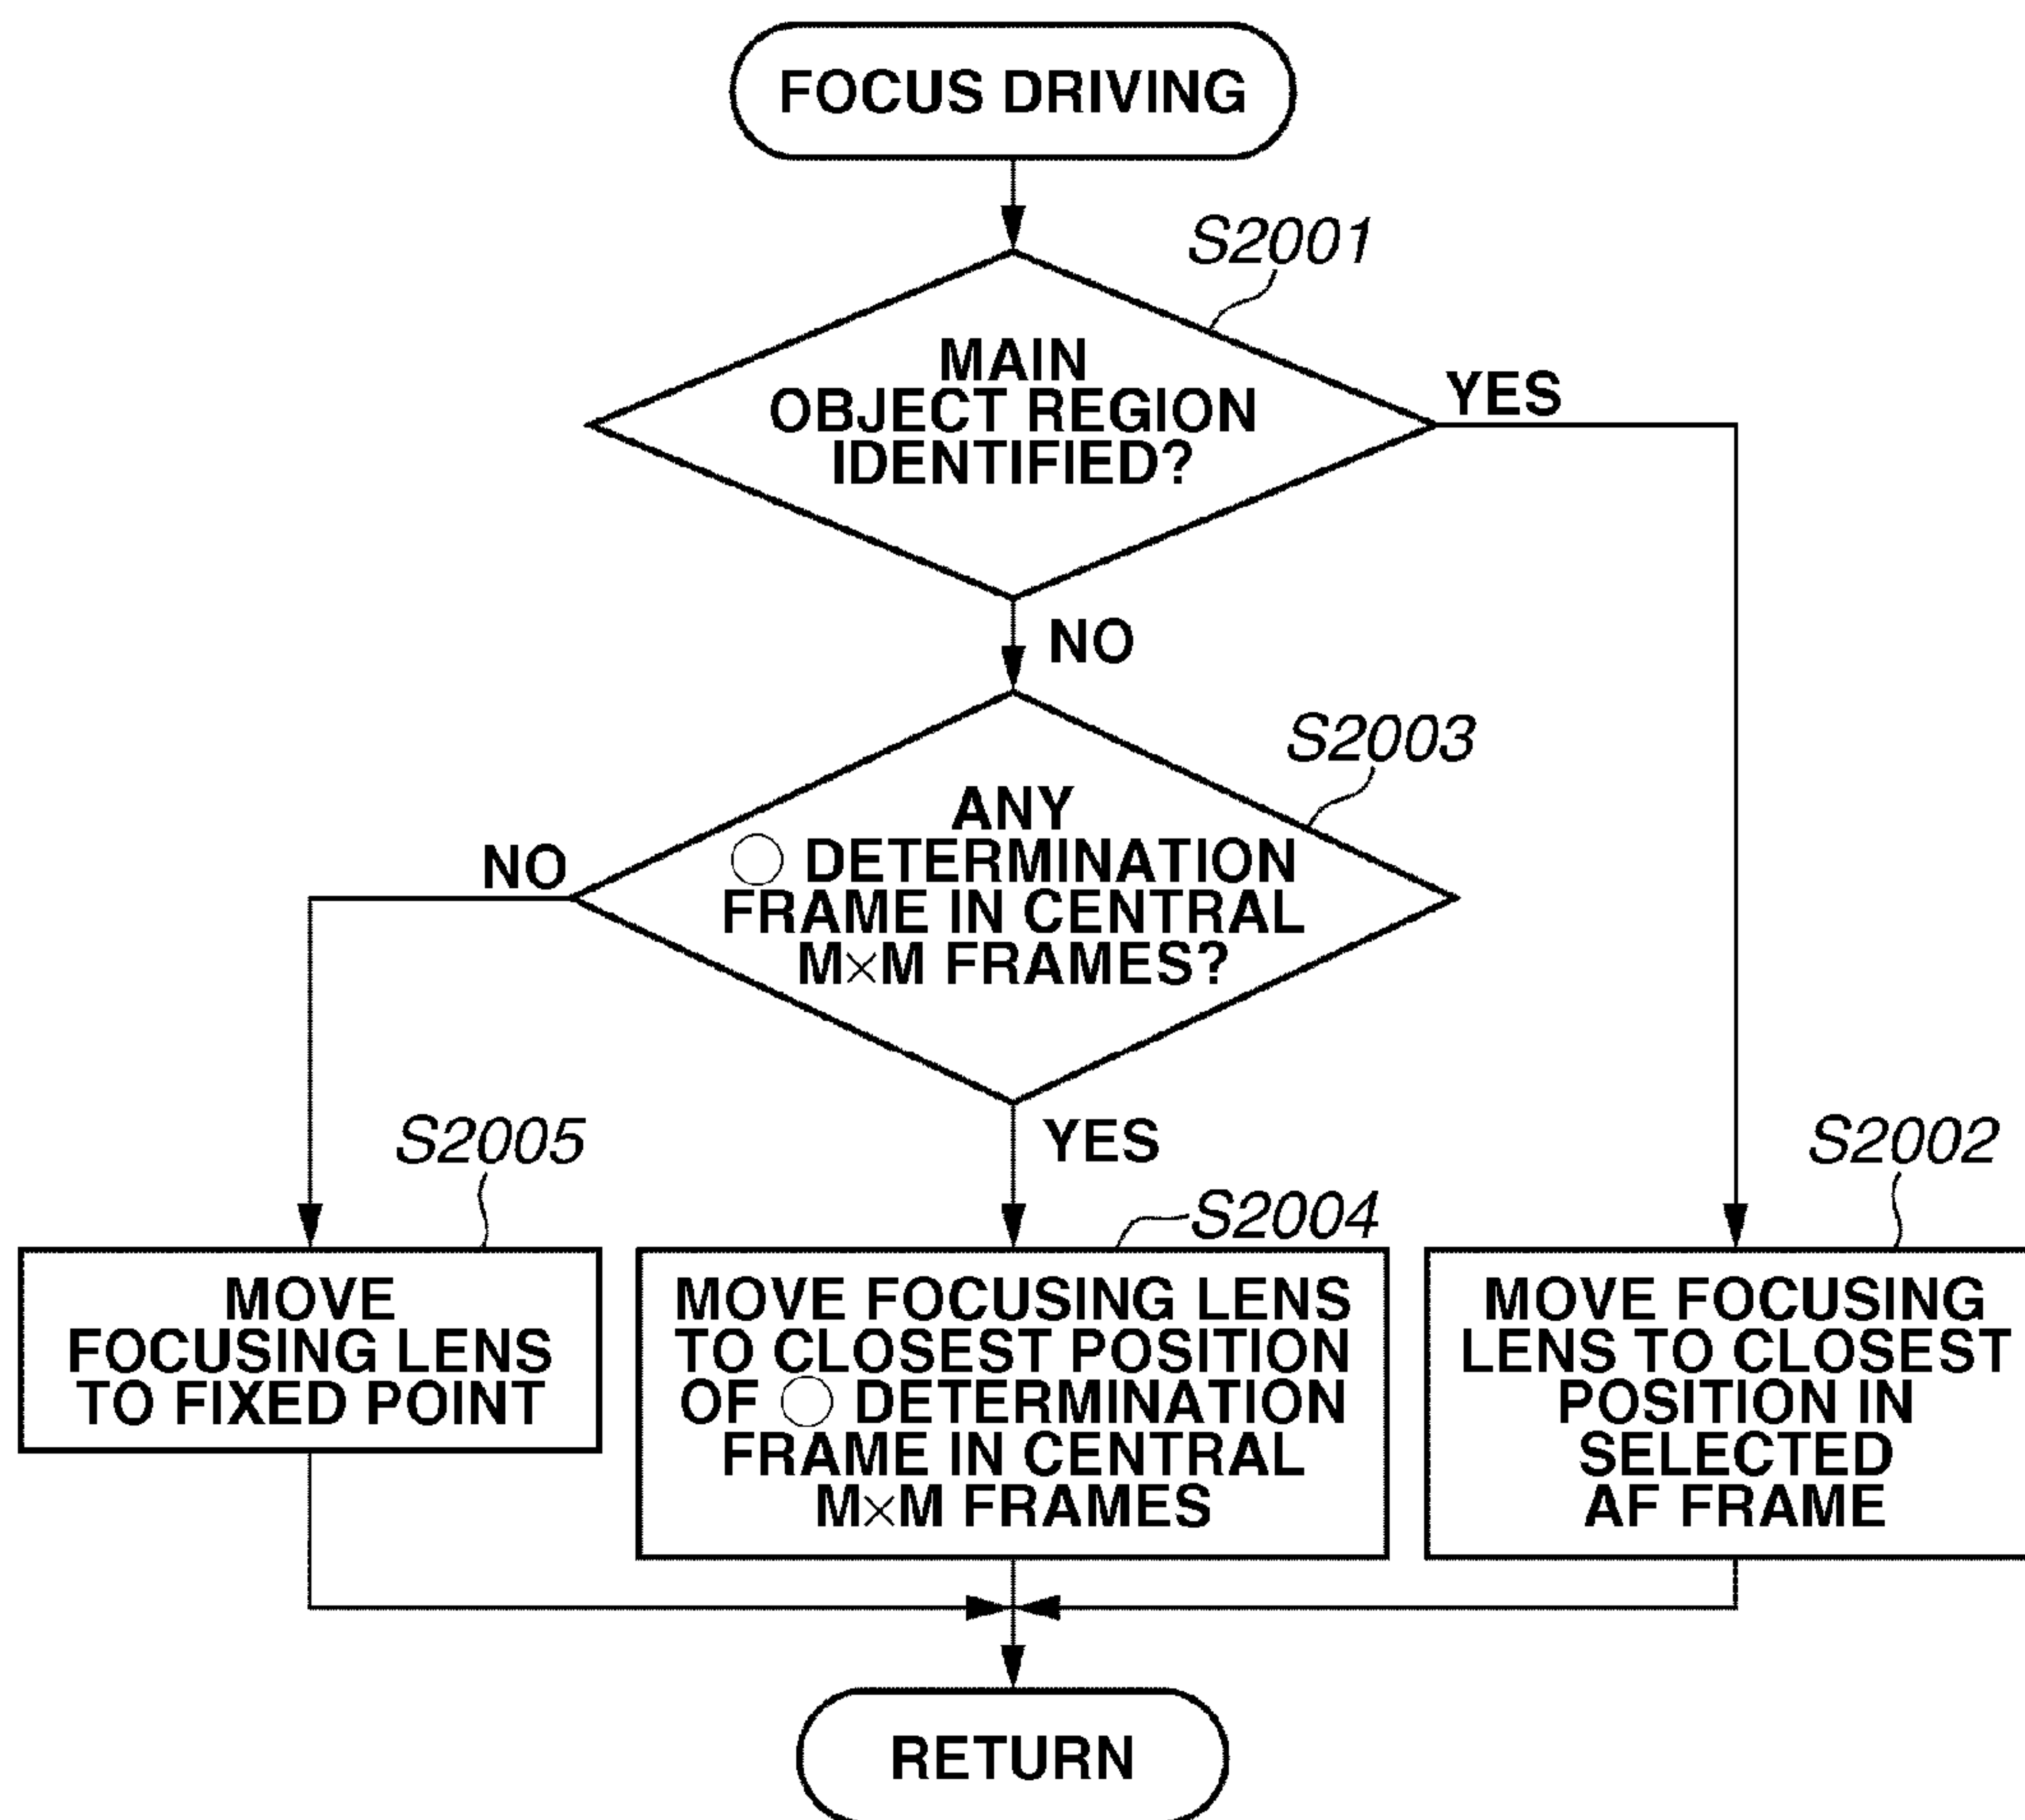 FOCUS DRIVING
S2001
MAIN
OBJECT REGION
IDENTIFIED?
YES
NO
S2003
ANY
○ DETERMINATION
FRAME IN CENTRAL
M×M FRAMES?
NO
YES
S2005
MOVE
FOCUSING LENS
TO FIXED POINT
S2004
MOVE FOCUSING LENS
TO CLOSEST POSITION
OF ○ DETERMINATION
FRAME IN CENTRAL
M×M FRAMES
S2002
MOVE FOCUSING
LENS TO CLOSEST
POSITION IN
SELECTED
AF FRAME
RETURN